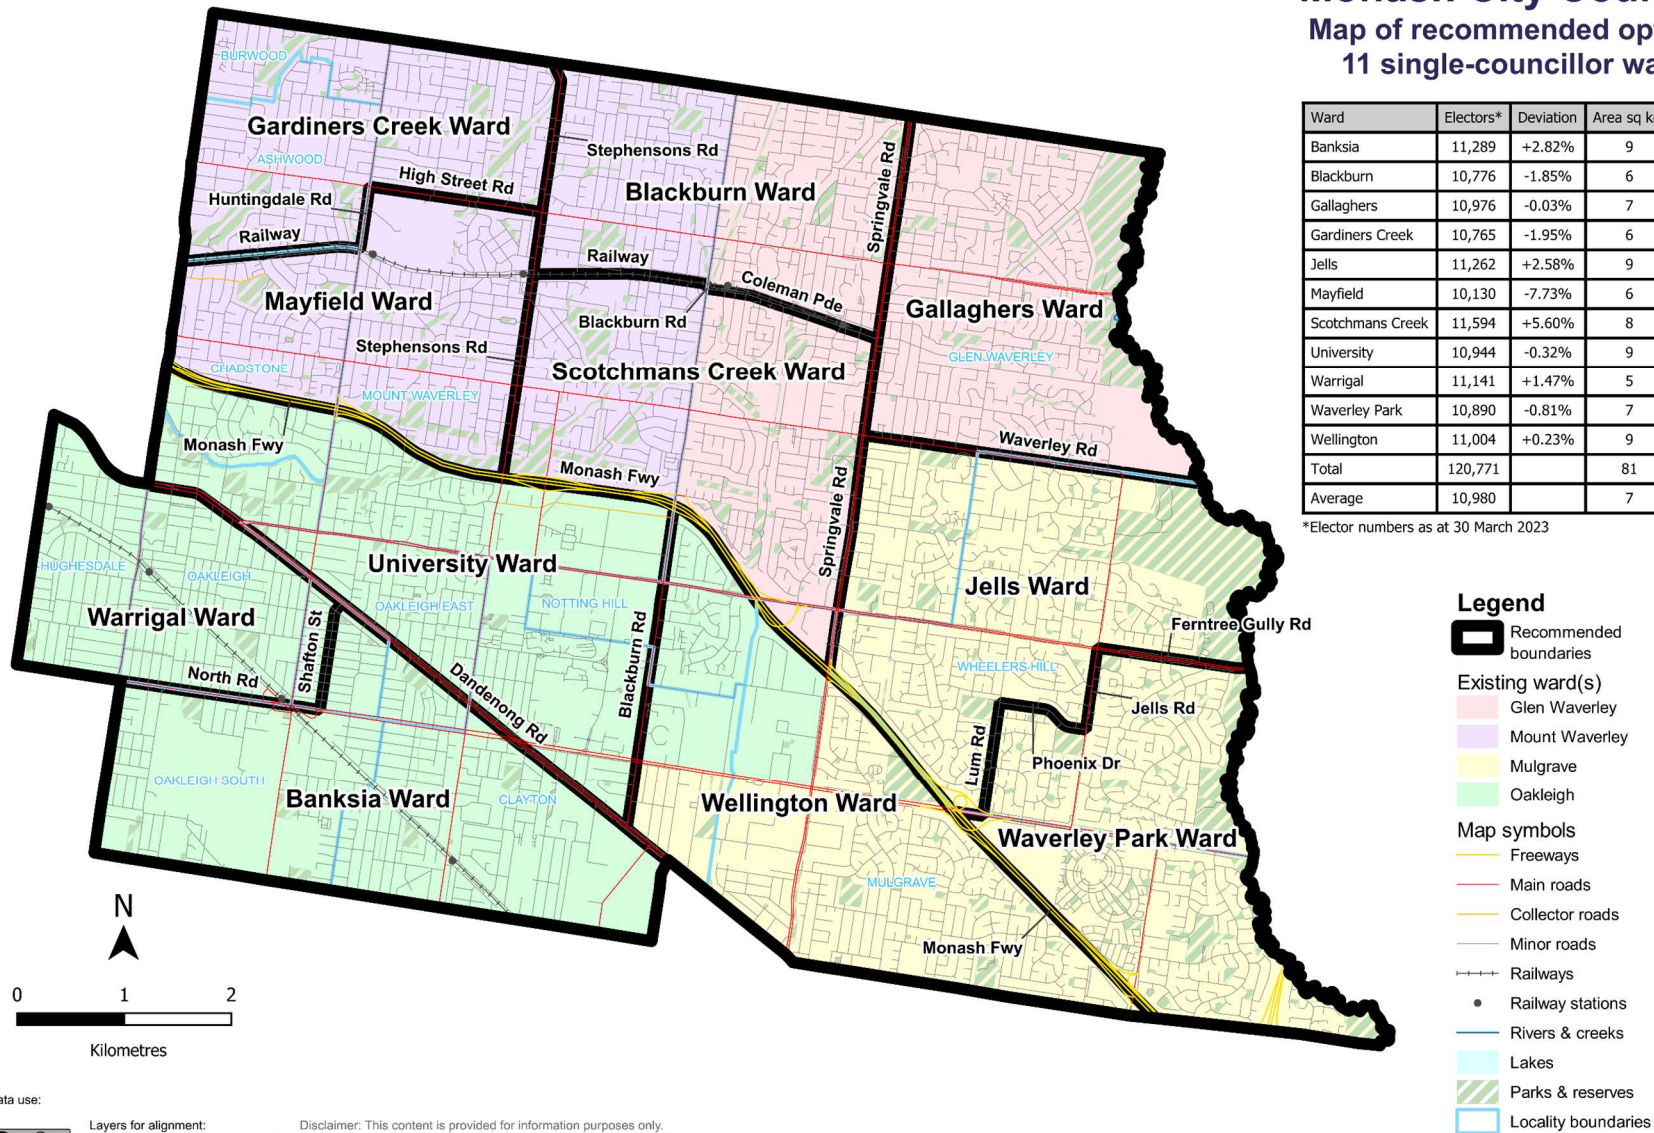 Map of recommended
11 single-councillor
Ward Electors* Deviation Area sq
Banksia 11,289 +2.82% 9
Blackburn 10,776 -1.85% 6
Gallaghers 10,976 -0.03% 7
Gardiners Creek 10,765 -1.95% 6
Jells 11,262 +2.58% 9
Mayfield 10,130 -7.73% 6
Scotchmans Creek 11,594 +5.60% 8
University 10,944 -0.32% 9
Warrigal 11,141 +1.47% 5
Waverley Park 10,890 -0.81% 7
Wellington 11,004 +0.23% 9
Total 120,771 81
Average 10,980 7
*Elector numbers as at 30 March 2023
BURWOOD
Gardiners Creek Ward
ASHWOOD
Stephensons Rd
High Street Rd
Huntingdale Rd
Railway
Blackburn Ward
Springvale Rd
Railway
Coleman Pde
Mayfield Ward
Blackburn Rd
Gallaghers Ward
Stephensons Rd
GLEN WAVERLEY
CHADSTONE
Scotchmans Creek Ward
MOUNT WAVERLEY
Monash Fwy
Waverley Rd
Monash Fwy
Springvale Rd
HUGHESDALE
OAKLEIGH
University Ward
OAKLEIGH EAST
NOTTING HILL
Jells Ward
Warrigal Ward
Shafton St
Ferntree Gully Rd
WHEELERS HILL
North Rd
Dandenong Rd
Blackburn Rd
Jells Rd
Lum Rd
Phoenix Dr
OAKLEIGH SOUTH
Banksia Ward
CLAYTON
Wellington Ward
Waverley Park Ward
MULGRAVE
Monash Fwy
N
0 1 2
Kilometres
Legend
Recommended
boundaries
Existing ward(s)
Glen Waverley
Mount Waverley
Mulgrave
Oakleigh
Map symbols
Freeways
Main roads
Collector roads
Minor roads
Railways
Railway stations
Rivers & creeks
Lakes
Parks & reserves
Locality boundaries
use:
Layers for alignment:
Disclaimer: This content is provided for information purposes only.